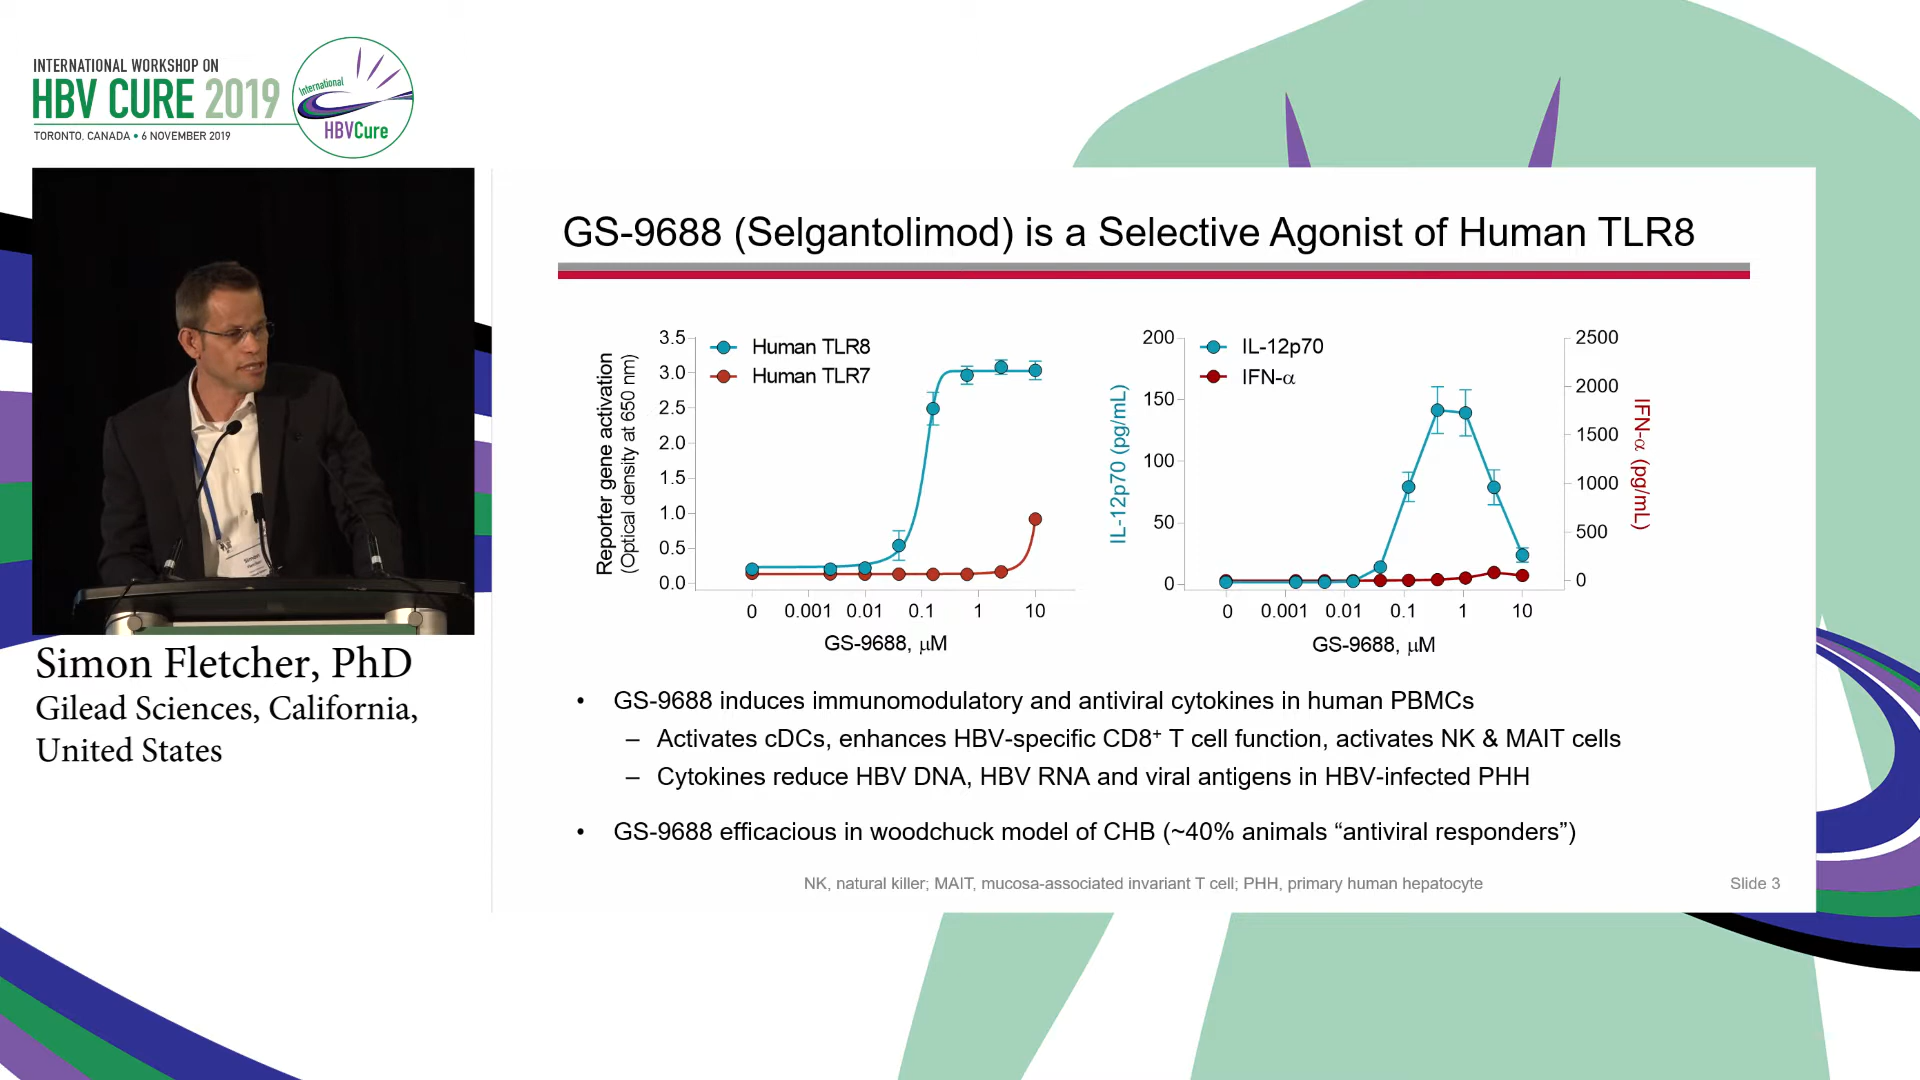 INTERNATIONAL WORKSHOP ON
HBV CURE 2019
TORONTO, CANADA • 6 NOVEMBER 2019
International
HBVCure
Simon Fletcher, PhD
Gilead Sciences, California,
United States
GS-9688 (Selgantolimod) is a Selective Agonist of Human TLR8
Reporter gene activation
(Optical density at 650 nm)
3.5
3.0
2.5
2.0
1.5
1.0
0.5
0.0
Human TLR8
Human TLR7
0 0.001 0.01 0.1 1 10
GS-9688, μM
IL-12p70 (pg/mL)
200
150
100
50
0
IL-12p70
IFN-α
2500
2000
1500
1000
500
0
IFN-α (pg/mL)
0 0.001 0.01 0.1 1 10
GS-9688, μM
• GS-9688 induces immunomodulatory and antiviral cytokines in human PBMCs
– Activates cDCs, enhances HBV-specific CD8⁺ T cell function, activates NK & MAIT cells
– Cytokines reduce HBV DNA, HBV RNA and viral antigens in HBV-infected PHH
• GS-9688 efficacious in woodchuck model of CHB (~40% animals “antiviral responders”)
NK, natural killer; MAIT, mucosa-associated invariant T cell; PHH, primary human hepatocyte
Slide 3